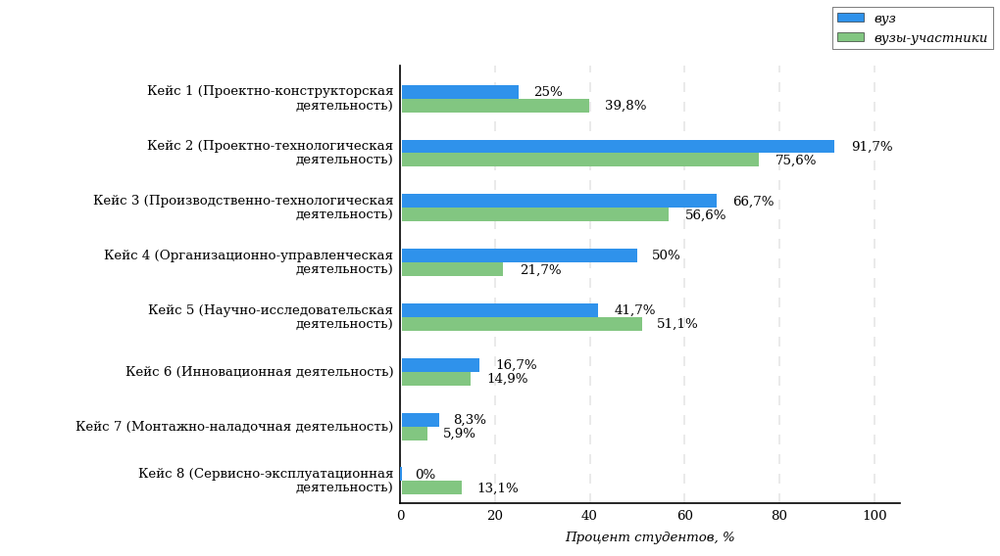 вуз
вузы-участники
Кейс 1 (Проектно-конструкторская
деятельность)
25%
39,8%
Кейс 2 (Проектно-технологическая
деятельность)
91,7%
75,6%
Кейс 3 (Производственно-технологическая
деятельность)
66,7%
56,6%
Кейс 4 (Организационно-управленческая
деятельность)
50%
21,7%
Кейс 5 (Научно-исследовательская
деятельность)
41,7%
51,1%
Кейс 6 (Инновационная деятельность)
16,7%
14,9%
Кейс 7 (Монтажно-наладочная деятельность)
8,3%
5,9%
Кейс 8 (Сервисно-эксплуатационная
деятельность)
0%
13,1%
0 20 40 60 80 100
Процент студентов, %